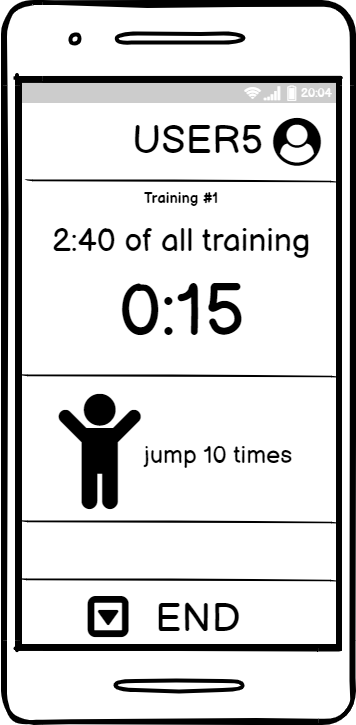 20:04
USER5
Training #1
2:40 of all training
0:15
jump 10 times
END